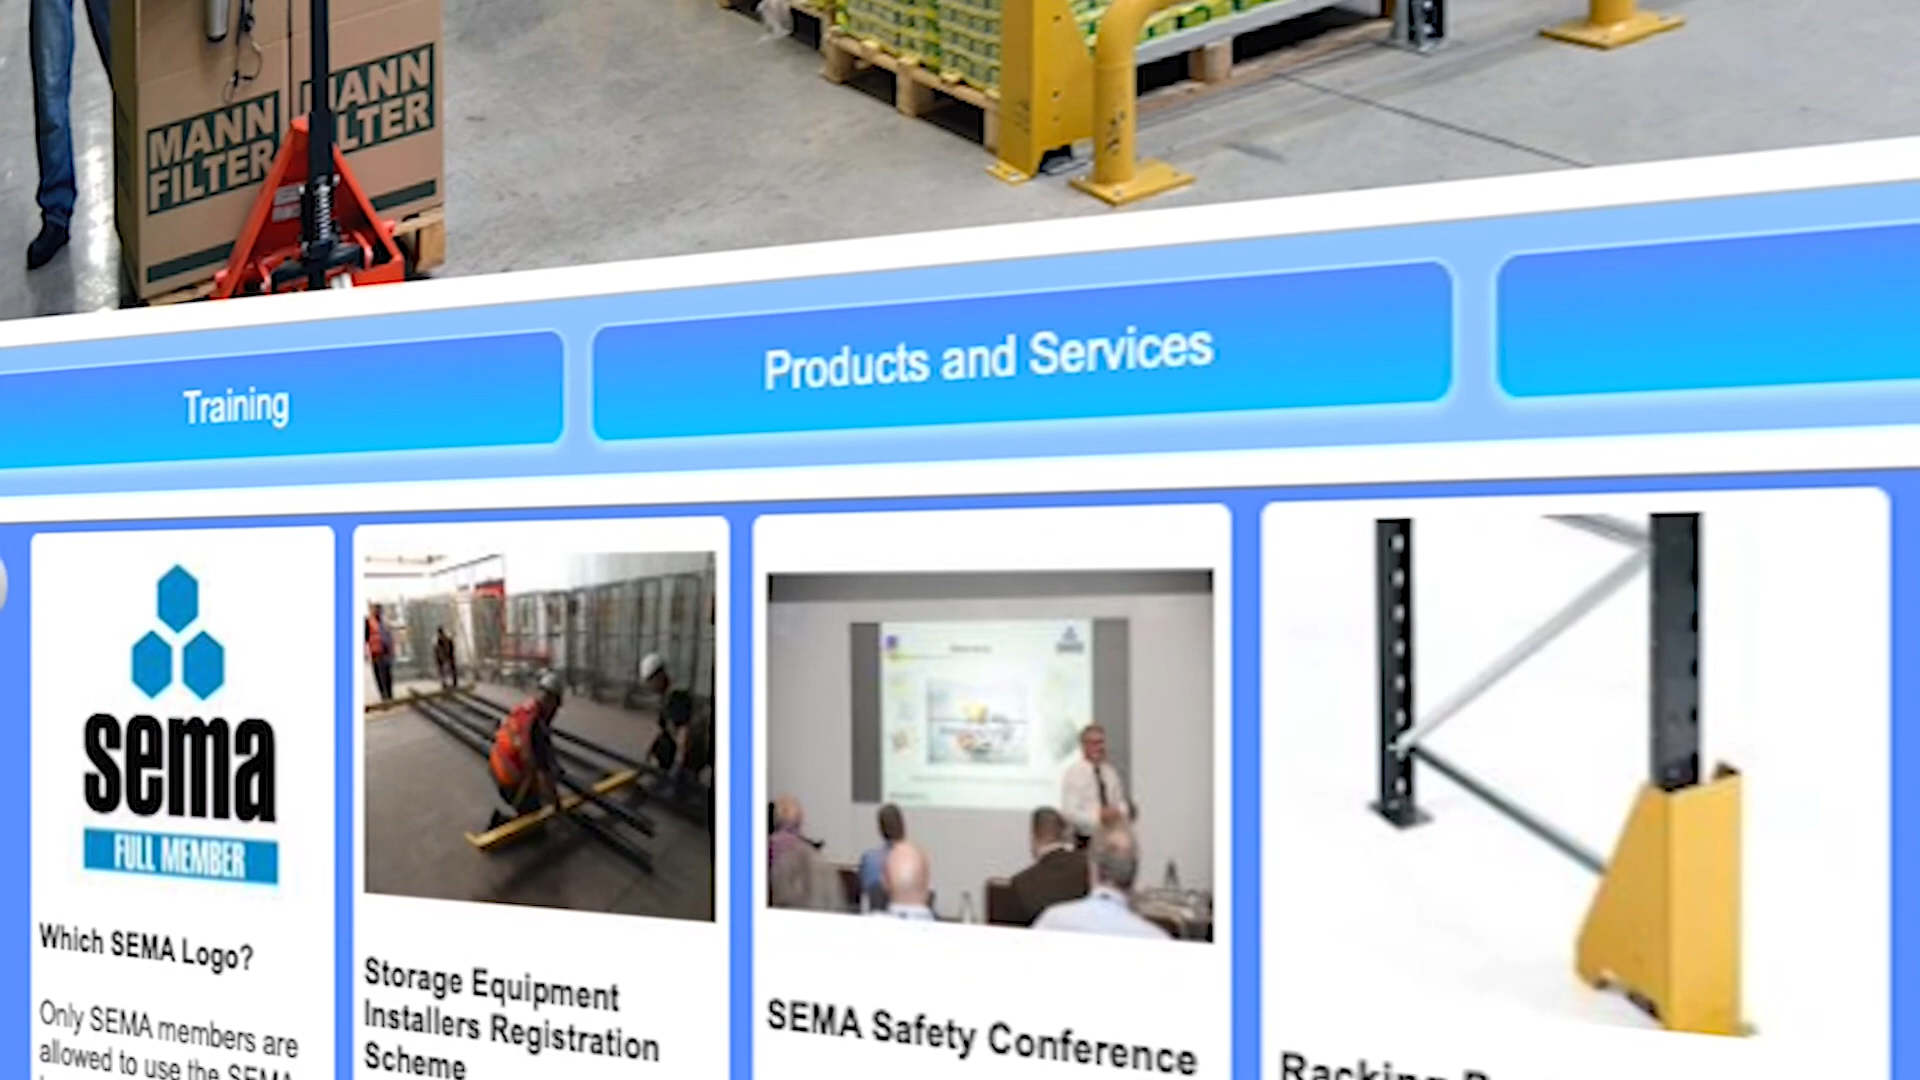 MANN
FILTER
MANN
Training
Products and Services
sema
FULL MEMBER
Which SEMA Logo?
Only SEMA members are
allowed to use the SEMA
Storage Equipment
Installers Registration
Scheme
SEMA Safety Conference
Racking